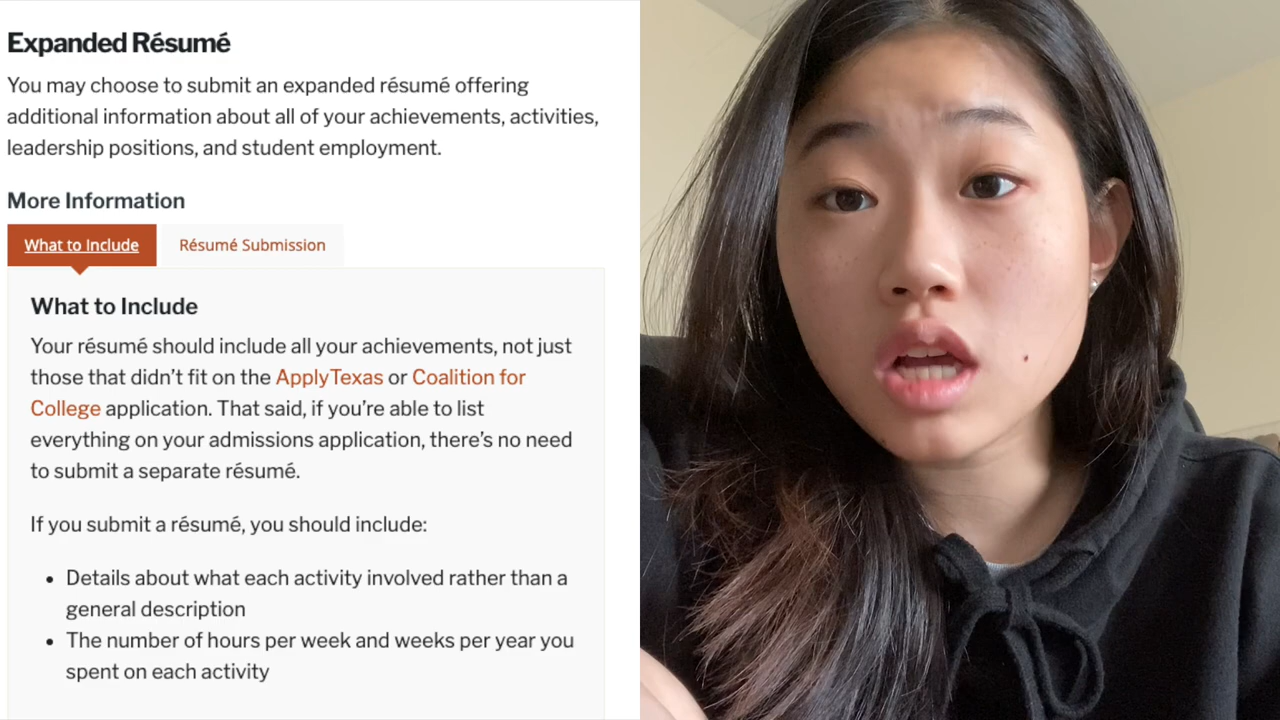 Expanded Résumé
You may choose to submit an expanded résumé offering
additional information about all of your achievements, activities,
leadership positions, and student employment.
More Information
What to Include
Résumé Submission
What to Include
Your résumé should include all your achievements, not just
those that didn’t fit on the ApplyTexas or Coalition for
College application. That said, if you’re able to list
everything on your admissions application, there’s no need
to submit a separate résumé.
If you submit a résumé, you should include:
• Details about what each activity involved rather than a
general description
• The number of hours per week and weeks per year you
spent on each activity